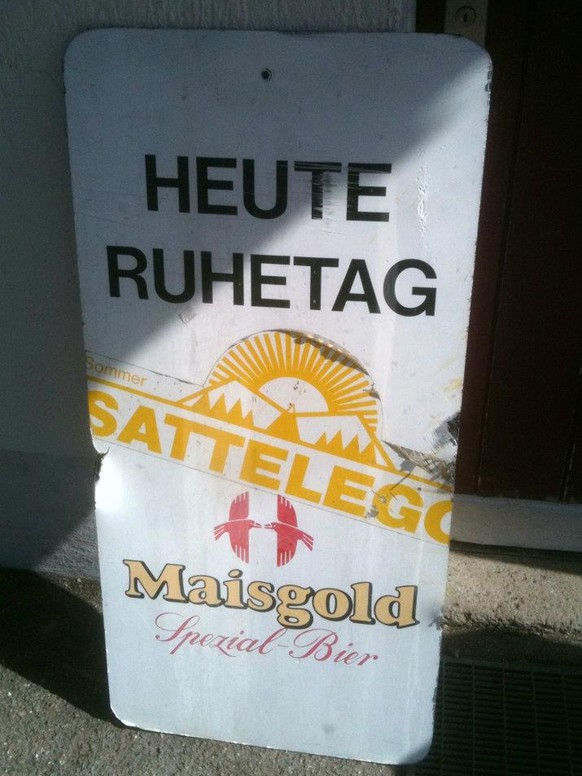 HEUTE
RUHETAG
Sommer
SATTELEGG
Maisgold
Spezial-Bier